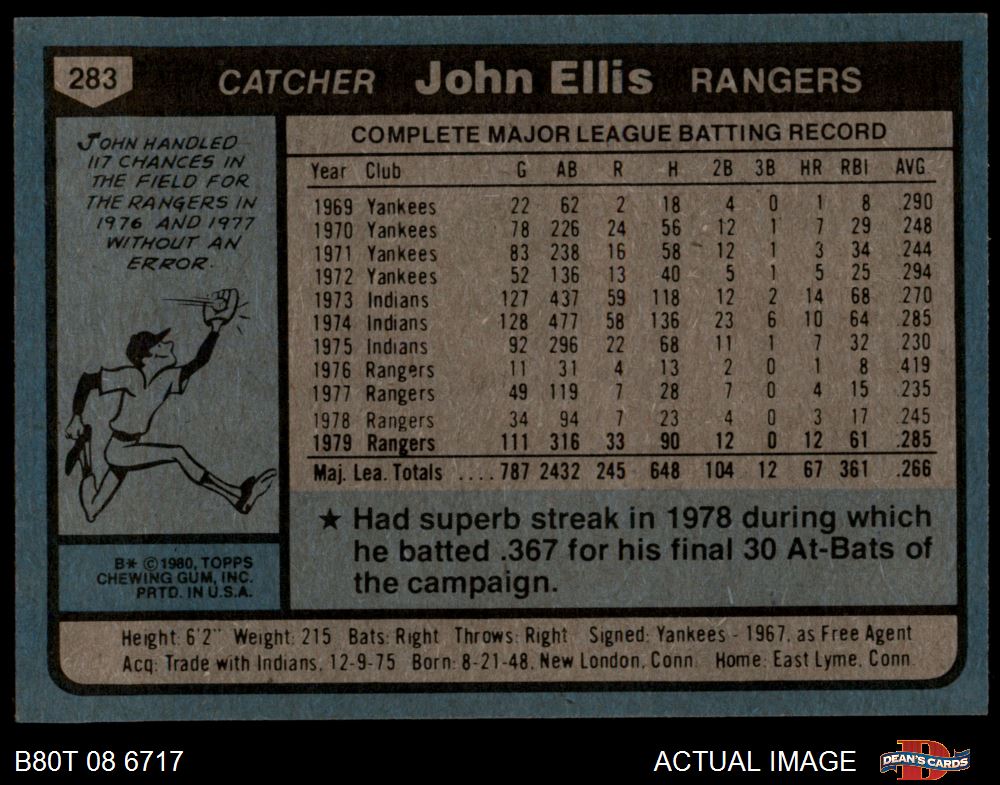 283 CATCHER John Ellis RANGERS
JOHN HANDLED
117 CHANCES IN
THE FIELD FOR
THE RANGERS IN
1976 AND 1977
WITHOUT AN
ERROR.
B* © 1980, TOPPS
CHEWING GUM, INC.
PRTD. IN U.S.A.
COMPLETE MAJOR LEAGUE BATTING RECORD
Year Club G AB R H 2B 3B HR RBI AVG.
1969 Yankees 22 62 2 18 4 0 1 8 .290
1970 Yankees 78 226 24 56 12 1 7 29 .248
1971 Yankees 83 238 16 58 12 1 3 34 .244
1972 Yankees 52 136 13 40 5 1 5 25 .294
1973 Indians 127 437 59 118 12 2 14 68 .270
1974 Indians 128 477 58 136 23 6 10 64 .285
1975 Indians 92 296 22 68 11 1 7 32 .230
1976 Rangers 11 31 4 13 2 0 1 8 .419
1977 Rangers 49 119 7 28 7 0 4 15 .235
1978 Rangers 34 94 7 23 4 0 3 17 .245
1979 Rangers 111 316 33 90 12 0 12 61 .285
Maj. Lea. Totals .... 787 2432 245 648 104 12 67 361 .266
★ Had superb streak in 1978 during which
he batted .367 for his final 30 At-Bats of
the campaign.
Height: 6'2" Weight: 215 Bats: Right Throws: Right Signed: Yankees - 1967, as Free Agent
Acq: Trade with Indians, 12-9-75 Born: 8-21-48, New London, Conn. Home: East Lyme, Conn.
B80T 08 6717 ACTUAL IMAGE DEAN'S CARDS